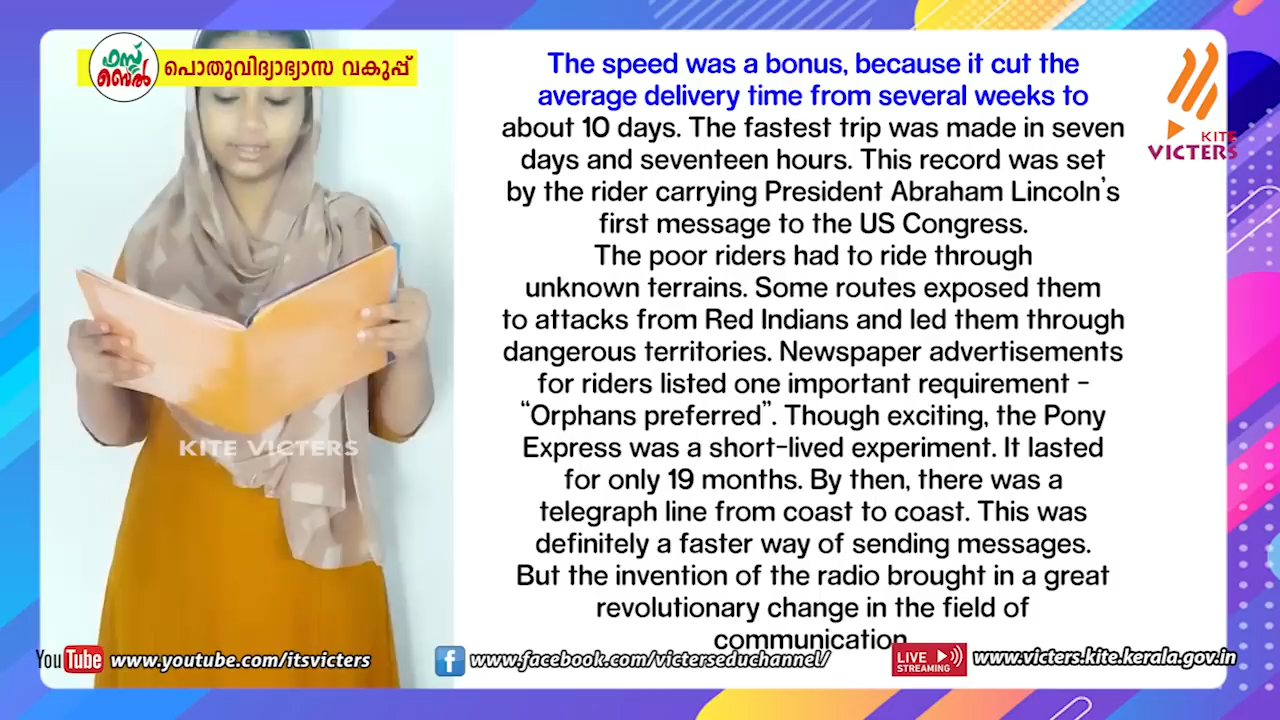 ഫസ്റ്റ്
ബെൽ
പൊതുവിദ്യാഭ്യാസ വകുപ്പ്
The speed was a bonus, because it cut the
average delivery time from several weeks to
about 10 days. The fastest trip was made in seven
days and seventeen hours. This record was set
by the rider carrying President Abraham Lincoln's
first message to the US Congress.
The poor riders had to ride through
unknown terrains. Some routes exposed them
to attacks from Red Indians and led them through
dangerous territories. Newspaper advertisements
for riders listed one important requirement -
“Orphans preferred”. Though exciting, the Pony
Express was a short-lived experiment. It lasted
for only 19 months. By then, there was a
telegraph line from coast to coast. This was
definitely a faster way of sending messages.
But the invention of the radio brought in a great
revolutionary change in the field of
communication
KITE
VICTERS
KITE VICTERS
YouTube www.youtube.com/itsvicters
f www.facebook.com/victerseduchannel/
LIVE STREAMING www.victers.kite.kerala.gov.in